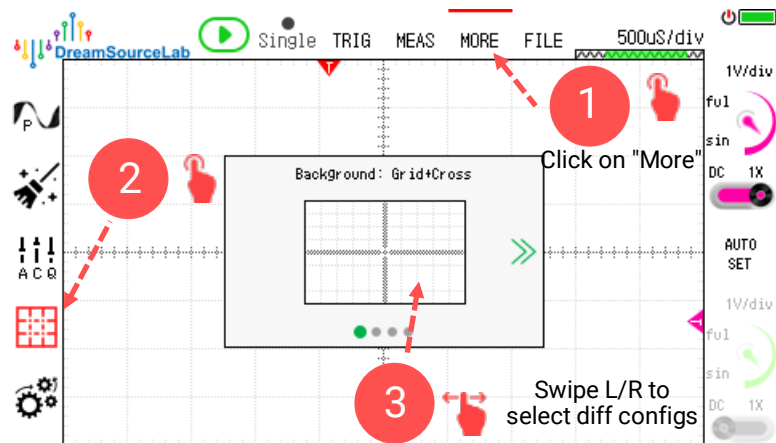 DreamSourceLab
Single TRIG MEAS MORE FILE 500uS/div
T
1V/div
ful
sin
DC 1X
1
Click on "More"
P
2
Background: Grid+Cross
ACQ
AUTO
SET
1V/div
ful
sin
DC 1X
3
Swipe L/R to
select diff configs